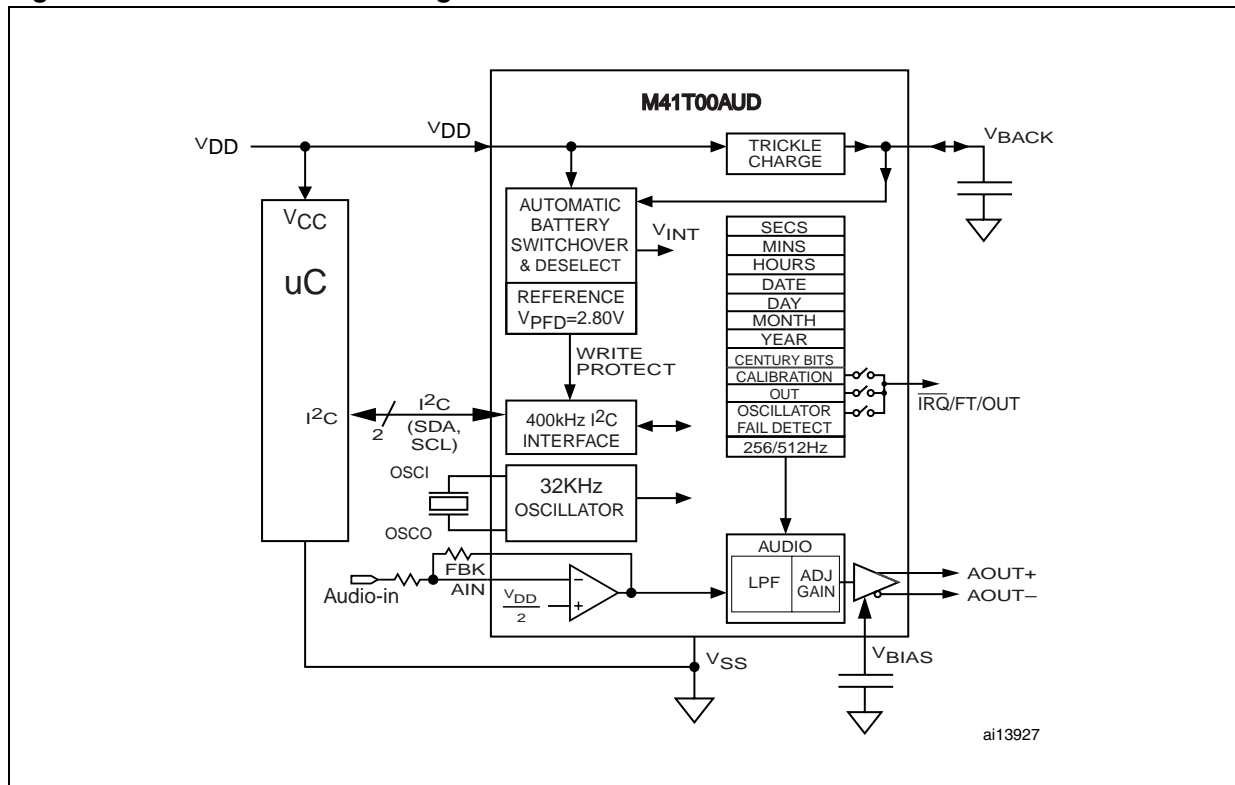 M41T00AUD
VDD
VDD
TRICKLE
CHARGE
VBACK
VCC
uC
I2C
AUTOMATIC
BATTERY
SWITCHOVER
& DESELECT
VINT
REFERENCE
VPFD=2.80V
WRITE
PROTECT
SECS
MINS
HOURS
DATE
DAY
MONTH
YEAR
CENTURY BITS
CALIBRATION
OUT
OSCILLATOR
FAIL DETECT
256/512Hz
IRQ/FT/OUT
I2C
2
(SDA,
SCL)
400kHz I2C
INTERFACE
OSCI
OSCO
32KHz
OSCILLATOR
Audio-in
FBK
AIN
VDD
2
−
+
AUDIO
LPF
ADJ
GAIN
AOUT+
AOUT−
VBIAS
VSS
ai13927